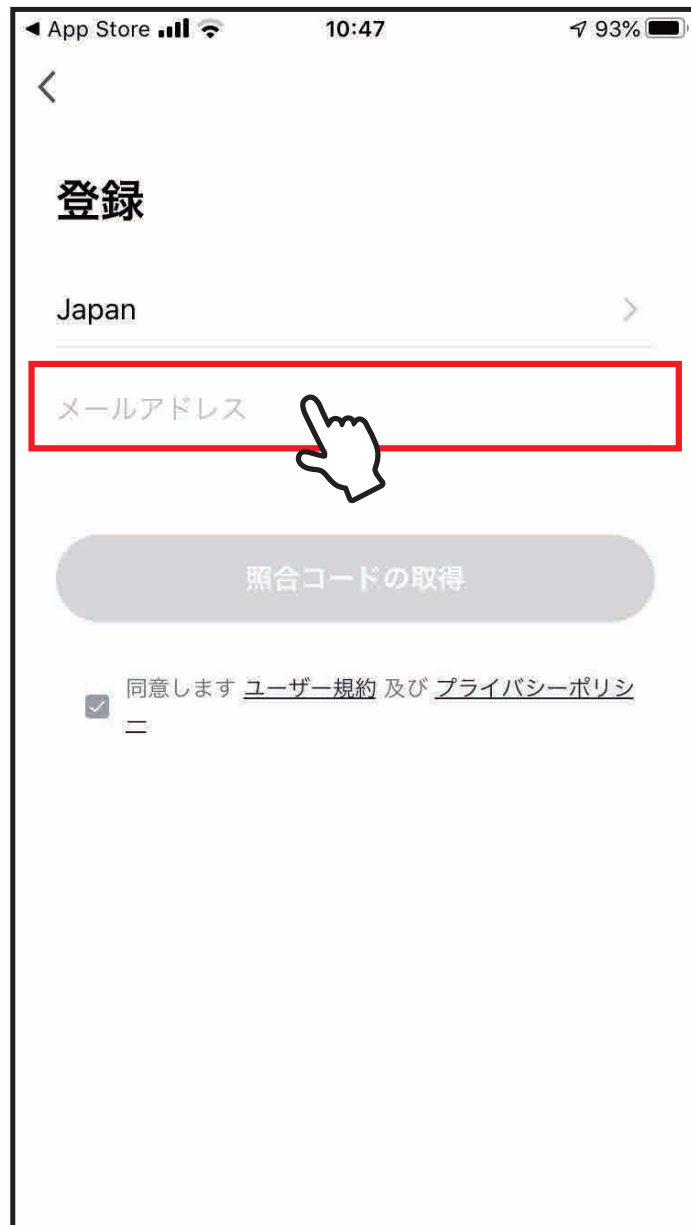 App Store 10:47 93%
登録
Japan
メールアドレス
照合コードの取得
同意します ユーザー規約 及び プライバシーポリシ
ー